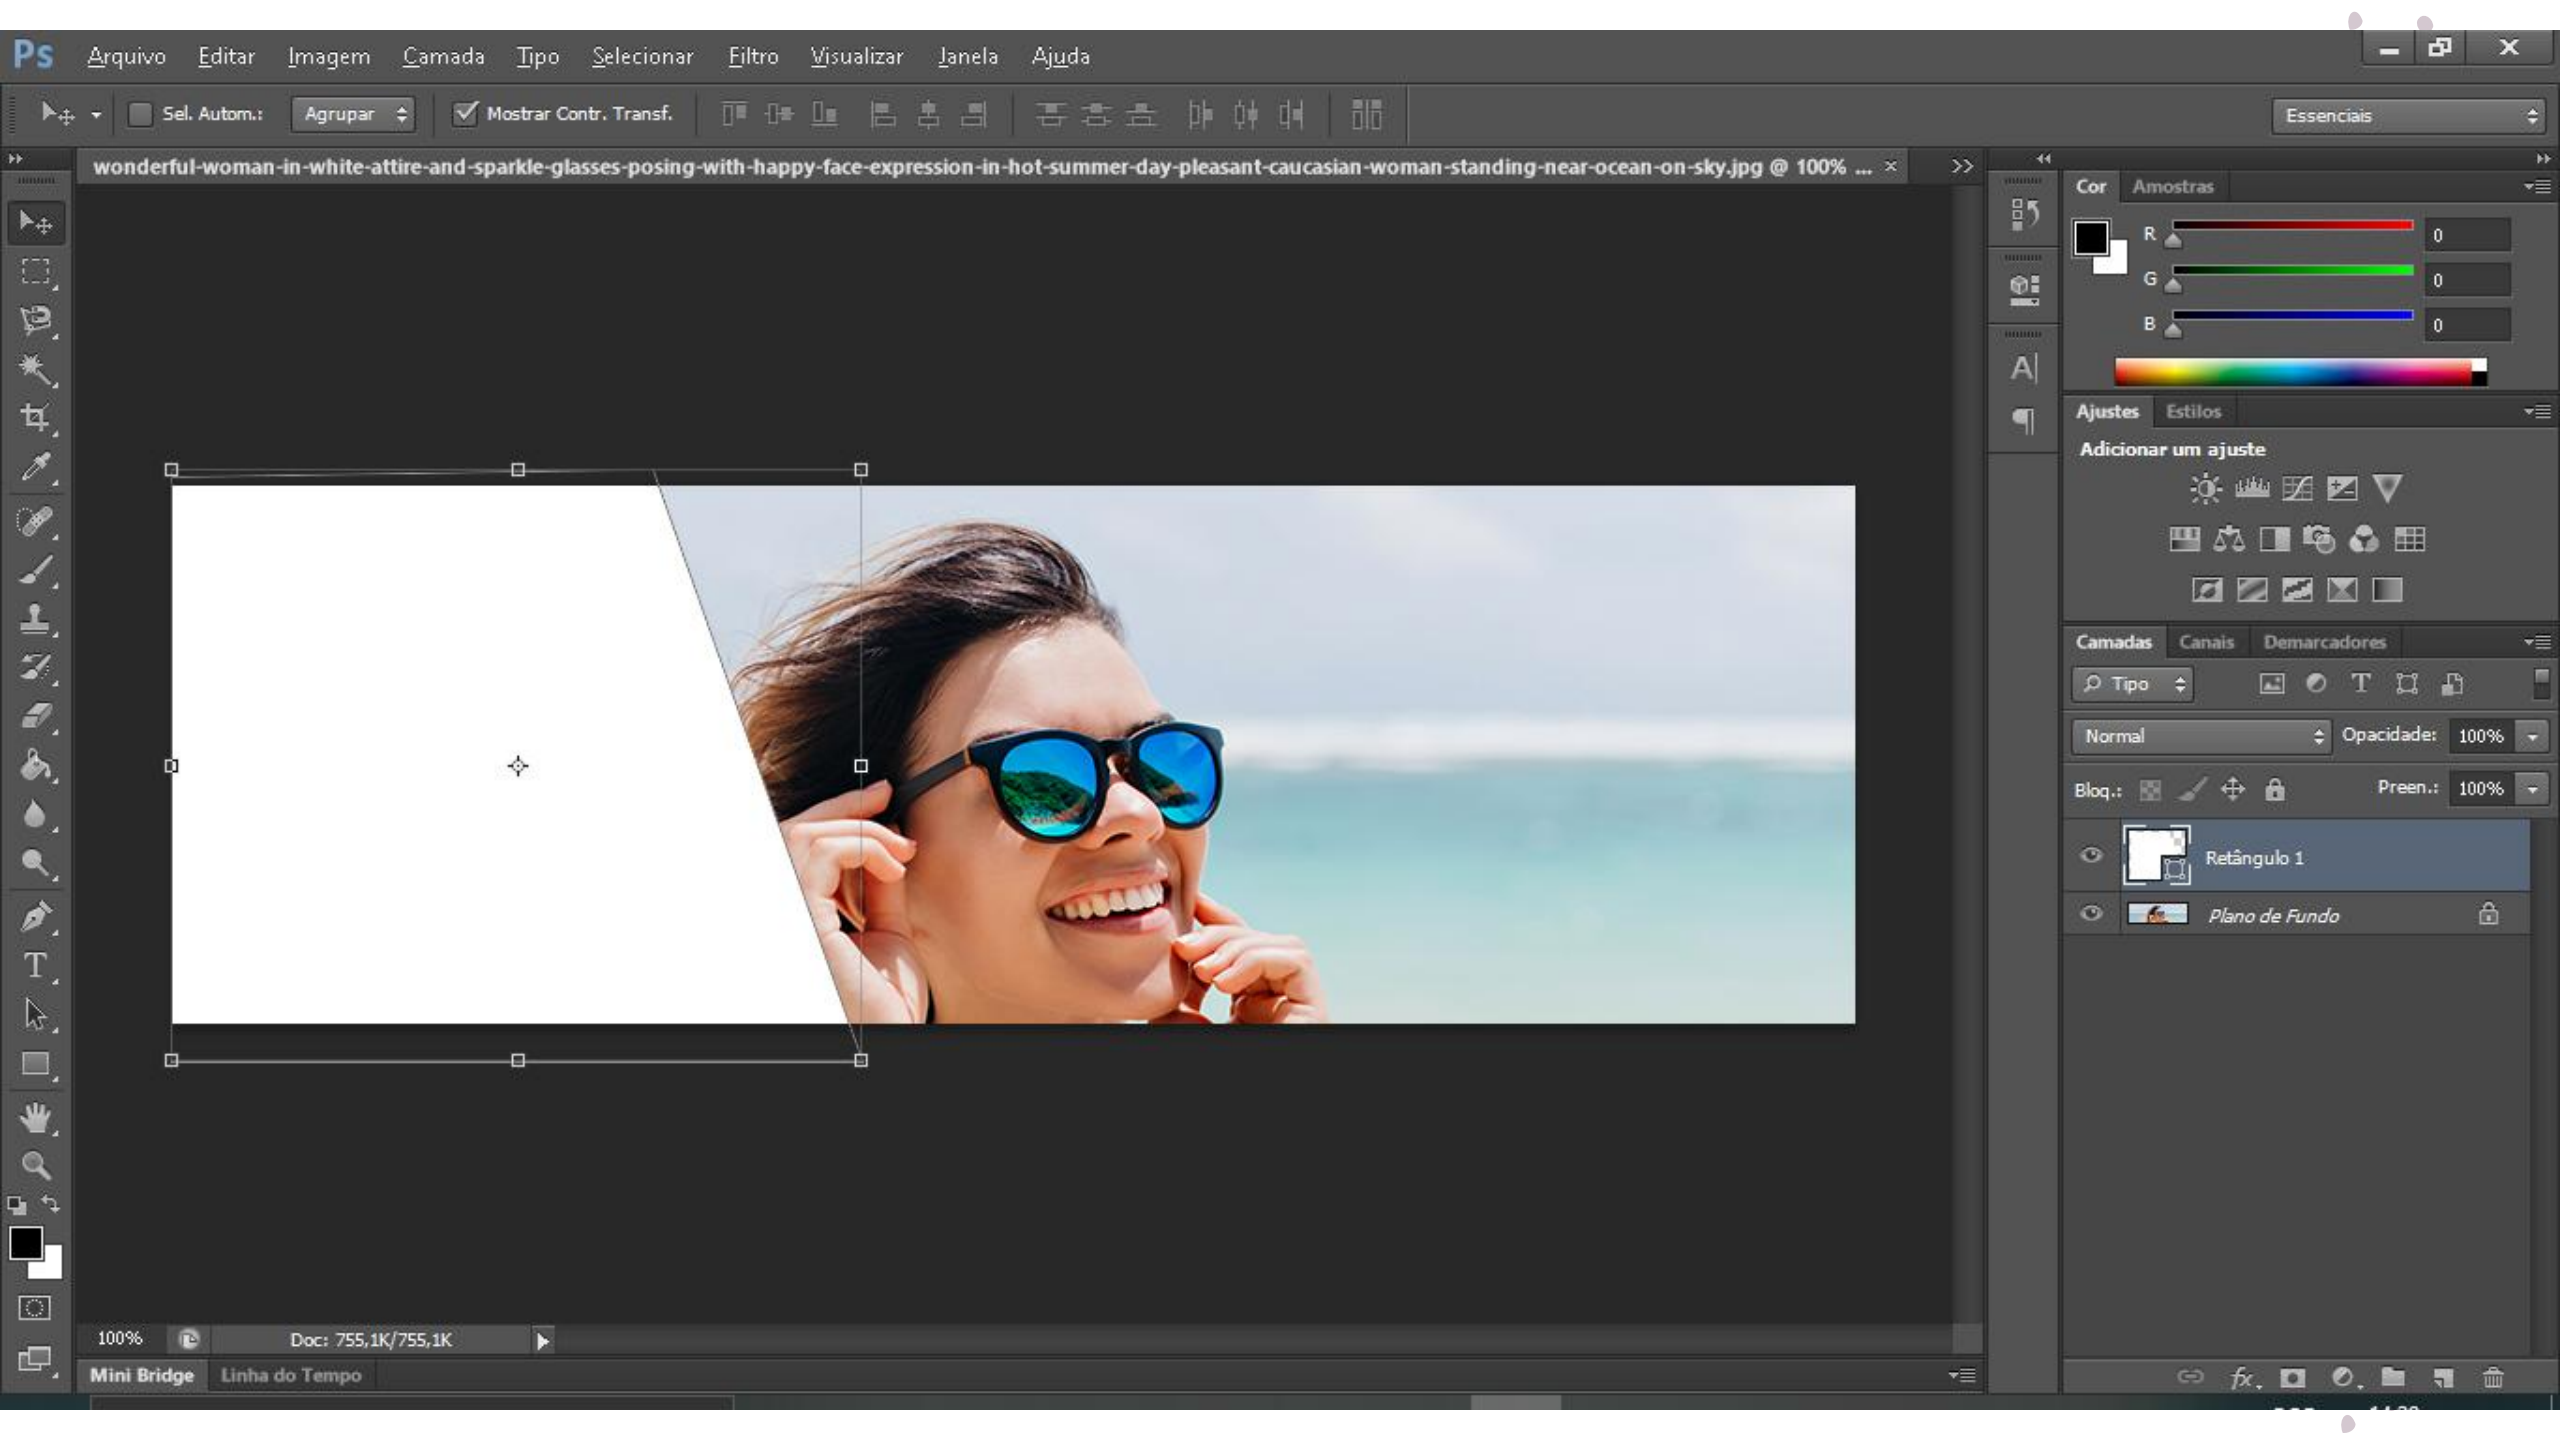 Ps Arquivo Editar Imagem Camada Tipo Selecionar Filtro Visualizar Janela Ajuda
Sel. Autom.: Agrupar Mostrar Contr. Transf. Essenciais
wonderful-woman-in-white-attire-and-sparkle-glasses-posing-with-happy-face-expression-in-hot-summer-day-pleasant-caucasian-woman-standing-near-ocean-on-sky.jpg @ 100% ... ×
Cor Amostras
R 0
G 0
B 0
Ajustes Estilos
Adicionar um ajuste
Camadas Canais Demarcadores
Tipo
Normal Opacidade: 100%
Bloq.: Preen.: 100%
Retângulo 1
Plano de Fundo
100% Doc: 755,1K/755,1K
Mini Bridge Linha do Tempo